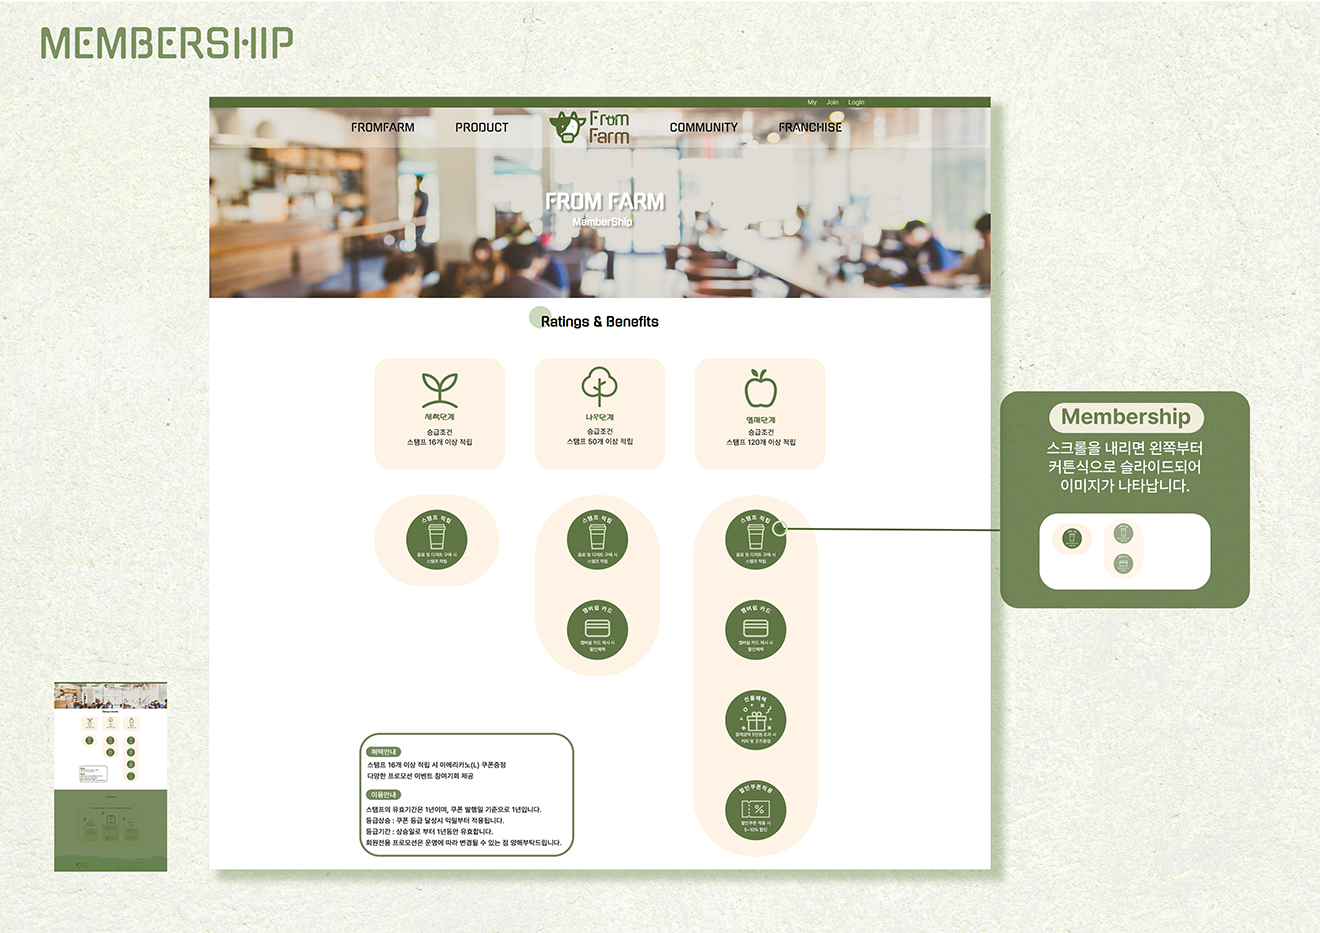 MEMBERSHIP
My Join Login
FROMFARM PRODUCT From Farm COMMUNITY FRANCHISE
FROM FARM
MemberShip
Ratings & Benefits
새싹단계
승급조건
스탬프 16개 이상 적립
나무단계
승급조건
스탬프 50개 이상 적립
열매단계
승급조건
스탬프 120개 이상 적립
스탬프 적립
음료 및 디저트 구매 시
스탬프 적립
스탬프 적립
음료 및 디저트 구매 시
스탬프 적립
멤버쉽 카드
멤버쉽 카드 제시 시
할인혜택
스탬프 적립
음료 및 디저트 구매 시
스탬프 적립
멤버쉽 카드
멤버쉽 카드 제시 시
할인혜택
선물혜택
결제금액 5만원 초과 시
커피 및 굿즈증정
할인쿠폰적용
할인쿠폰 적용 시
5~10% 할인
혜택안내
스탬프 16개 이상 적립 시 아메리카노(L) 쿠폰증정
다양한 프로모션 이벤트 참여기회 제공
이용안내
스탬프의 유효기간은 1년이며, 쿠폰 발행일 기준으로 1년입니다.
등급상승 : 쿠폰 등급 달성시 익일부터 적용됩니다.
등급기간 : 상승일로 부터 1년동안 유효합니다.
회원전용 프로모션은 운영에 따라 변경될 수 있는 점 양해부탁드립니다.
Membership
스크롤을 내리면 왼쪽부터
커튼식으로 슬라이드되어
이미지가 나타납니다.